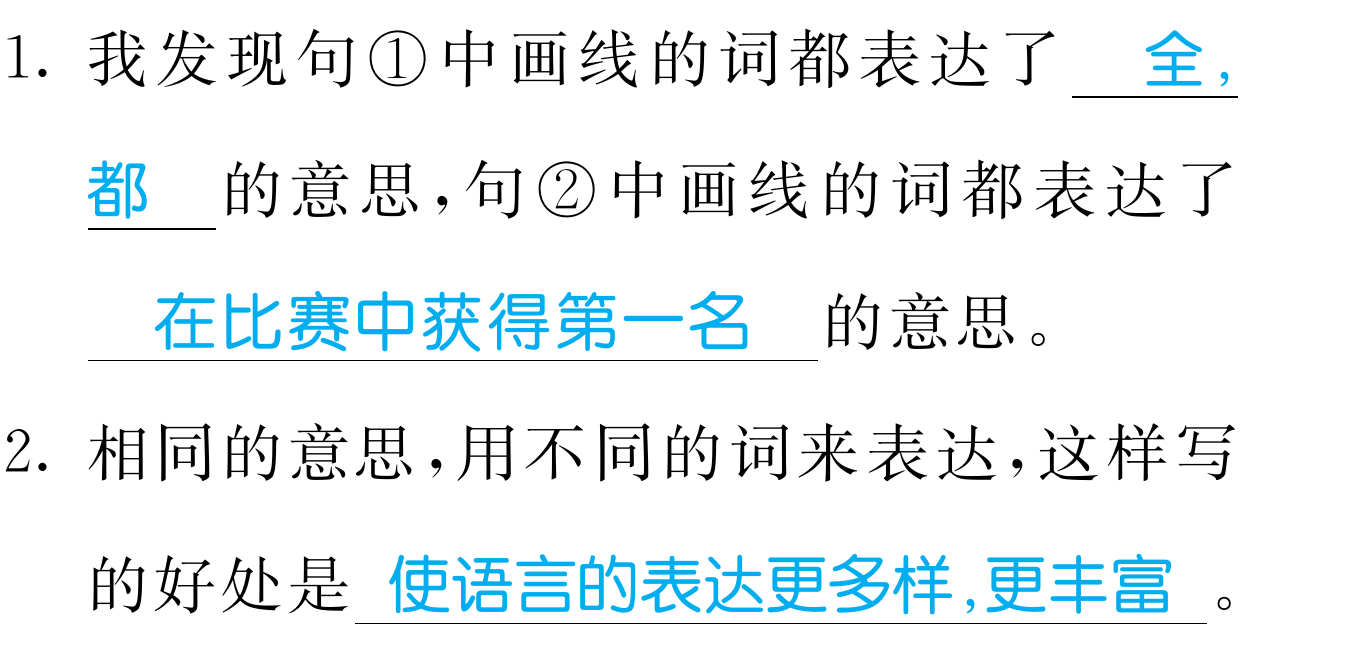 1. 我发现句①中画线的词都表达了 全,
都 的意思,句②中画线的词都表达了
在比赛中获得第一名 的意思。
2. 相同的意思,用不同的词来表达,这样写
的好处是 使语言的表达更多样,更丰富 。